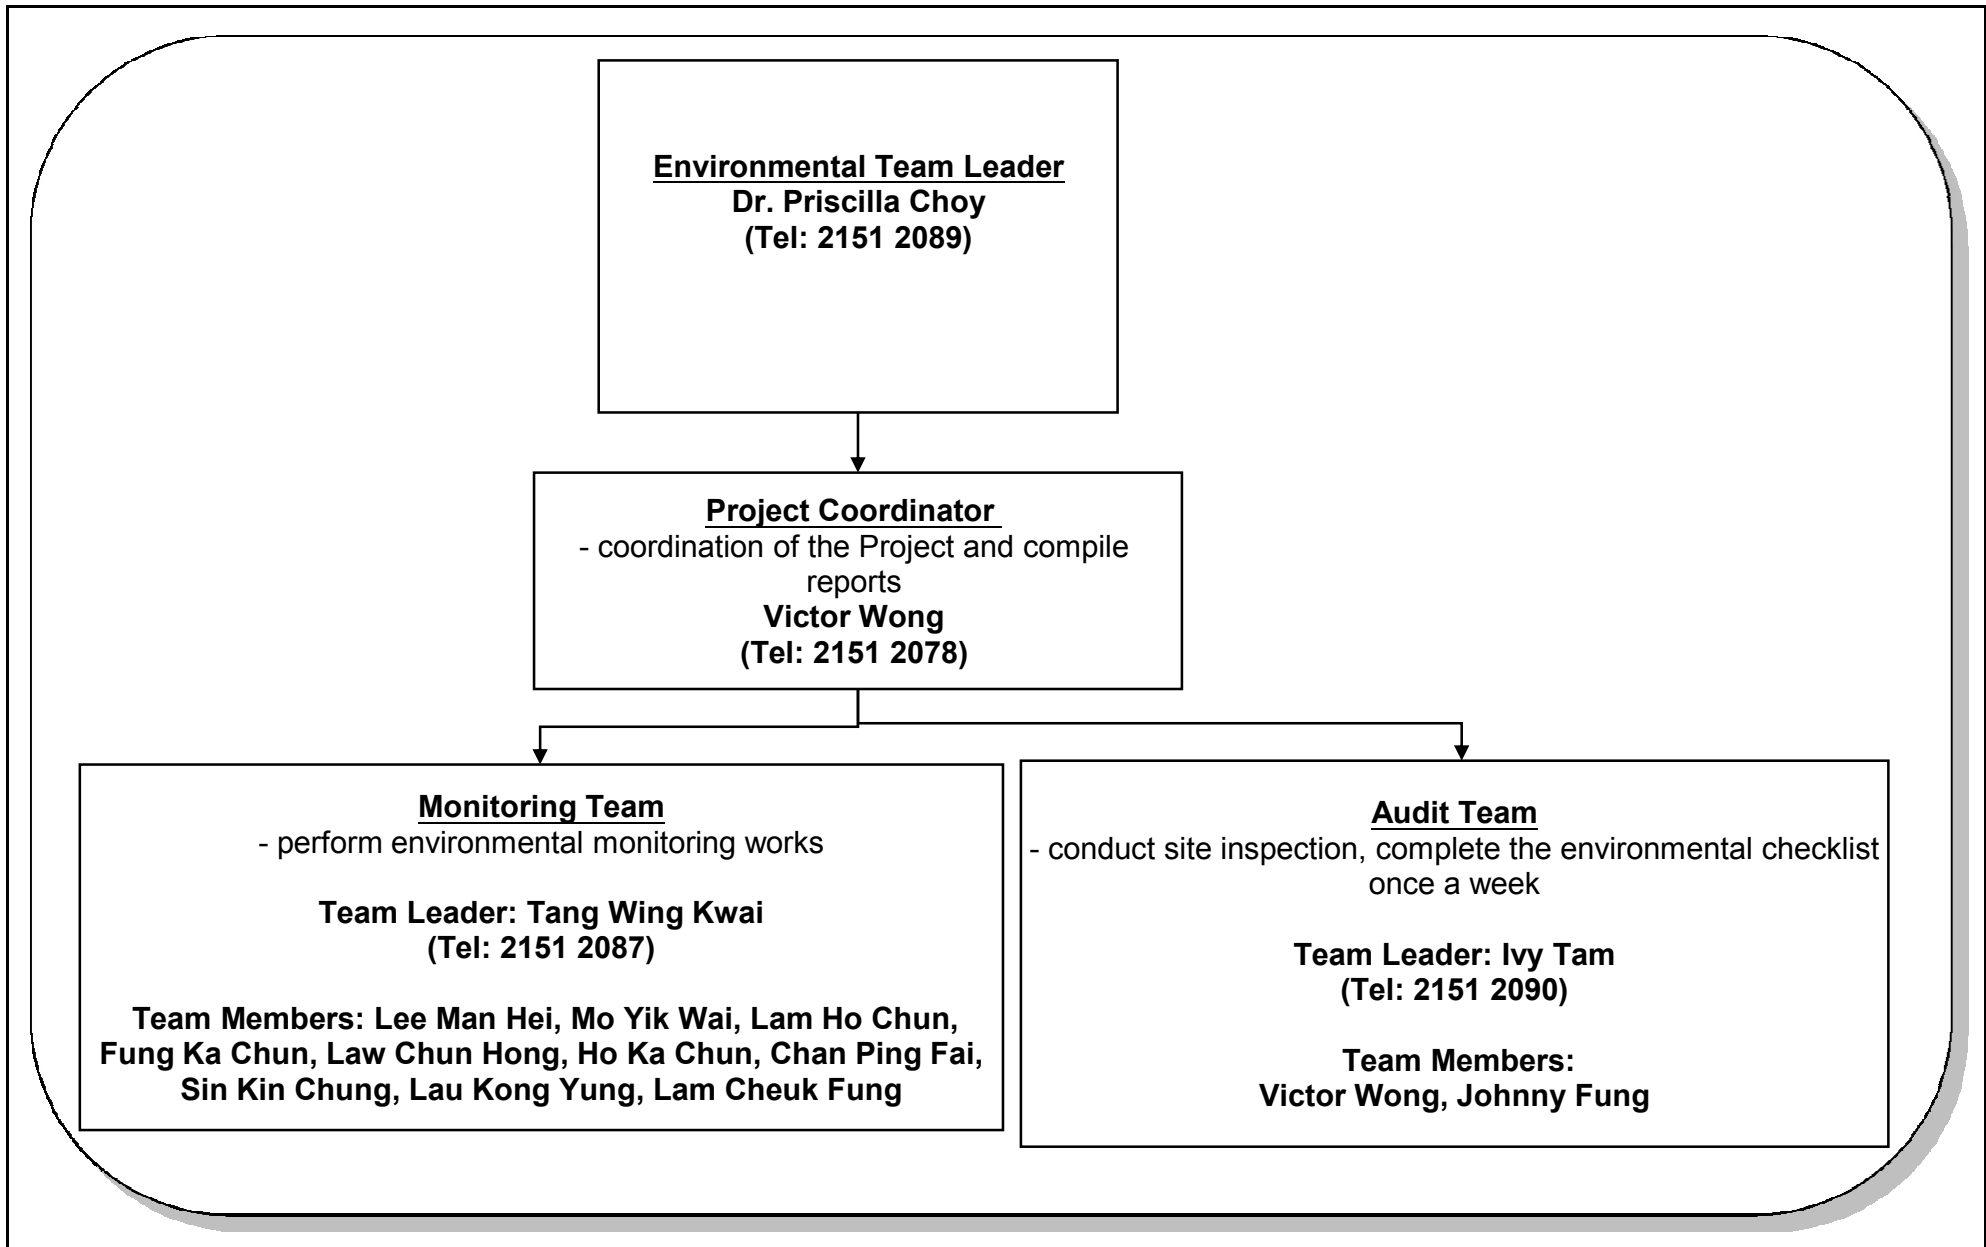 Environmental Team Leader
Dr. Priscilla Choy
(Tel: 2151 2089)
Project Coordinator
- coordination of the Project and compile
reports
Victor Wong
(Tel: 2151 2078)
Monitoring Team
- perform environmental monitoring works
Team Leader: Tang Wing Kwai
(Tel: 2151 2087)
Team Members: Lee Man Hei, Mo Yik Wai, Lam Ho Chun,
Fung Ka Chun, Law Chun Hong, Ho Ka Chun, Chan Ping Fai,
Sin Kin Chung, Lau Kong Yung, Lam Cheuk Fung
Audit Team
- conduct site inspection, complete the environmental checklist
once a week
Team Leader: Ivy Tam
(Tel: 2151 2090)
Team Members:
Victor Wong, Johnny Fung